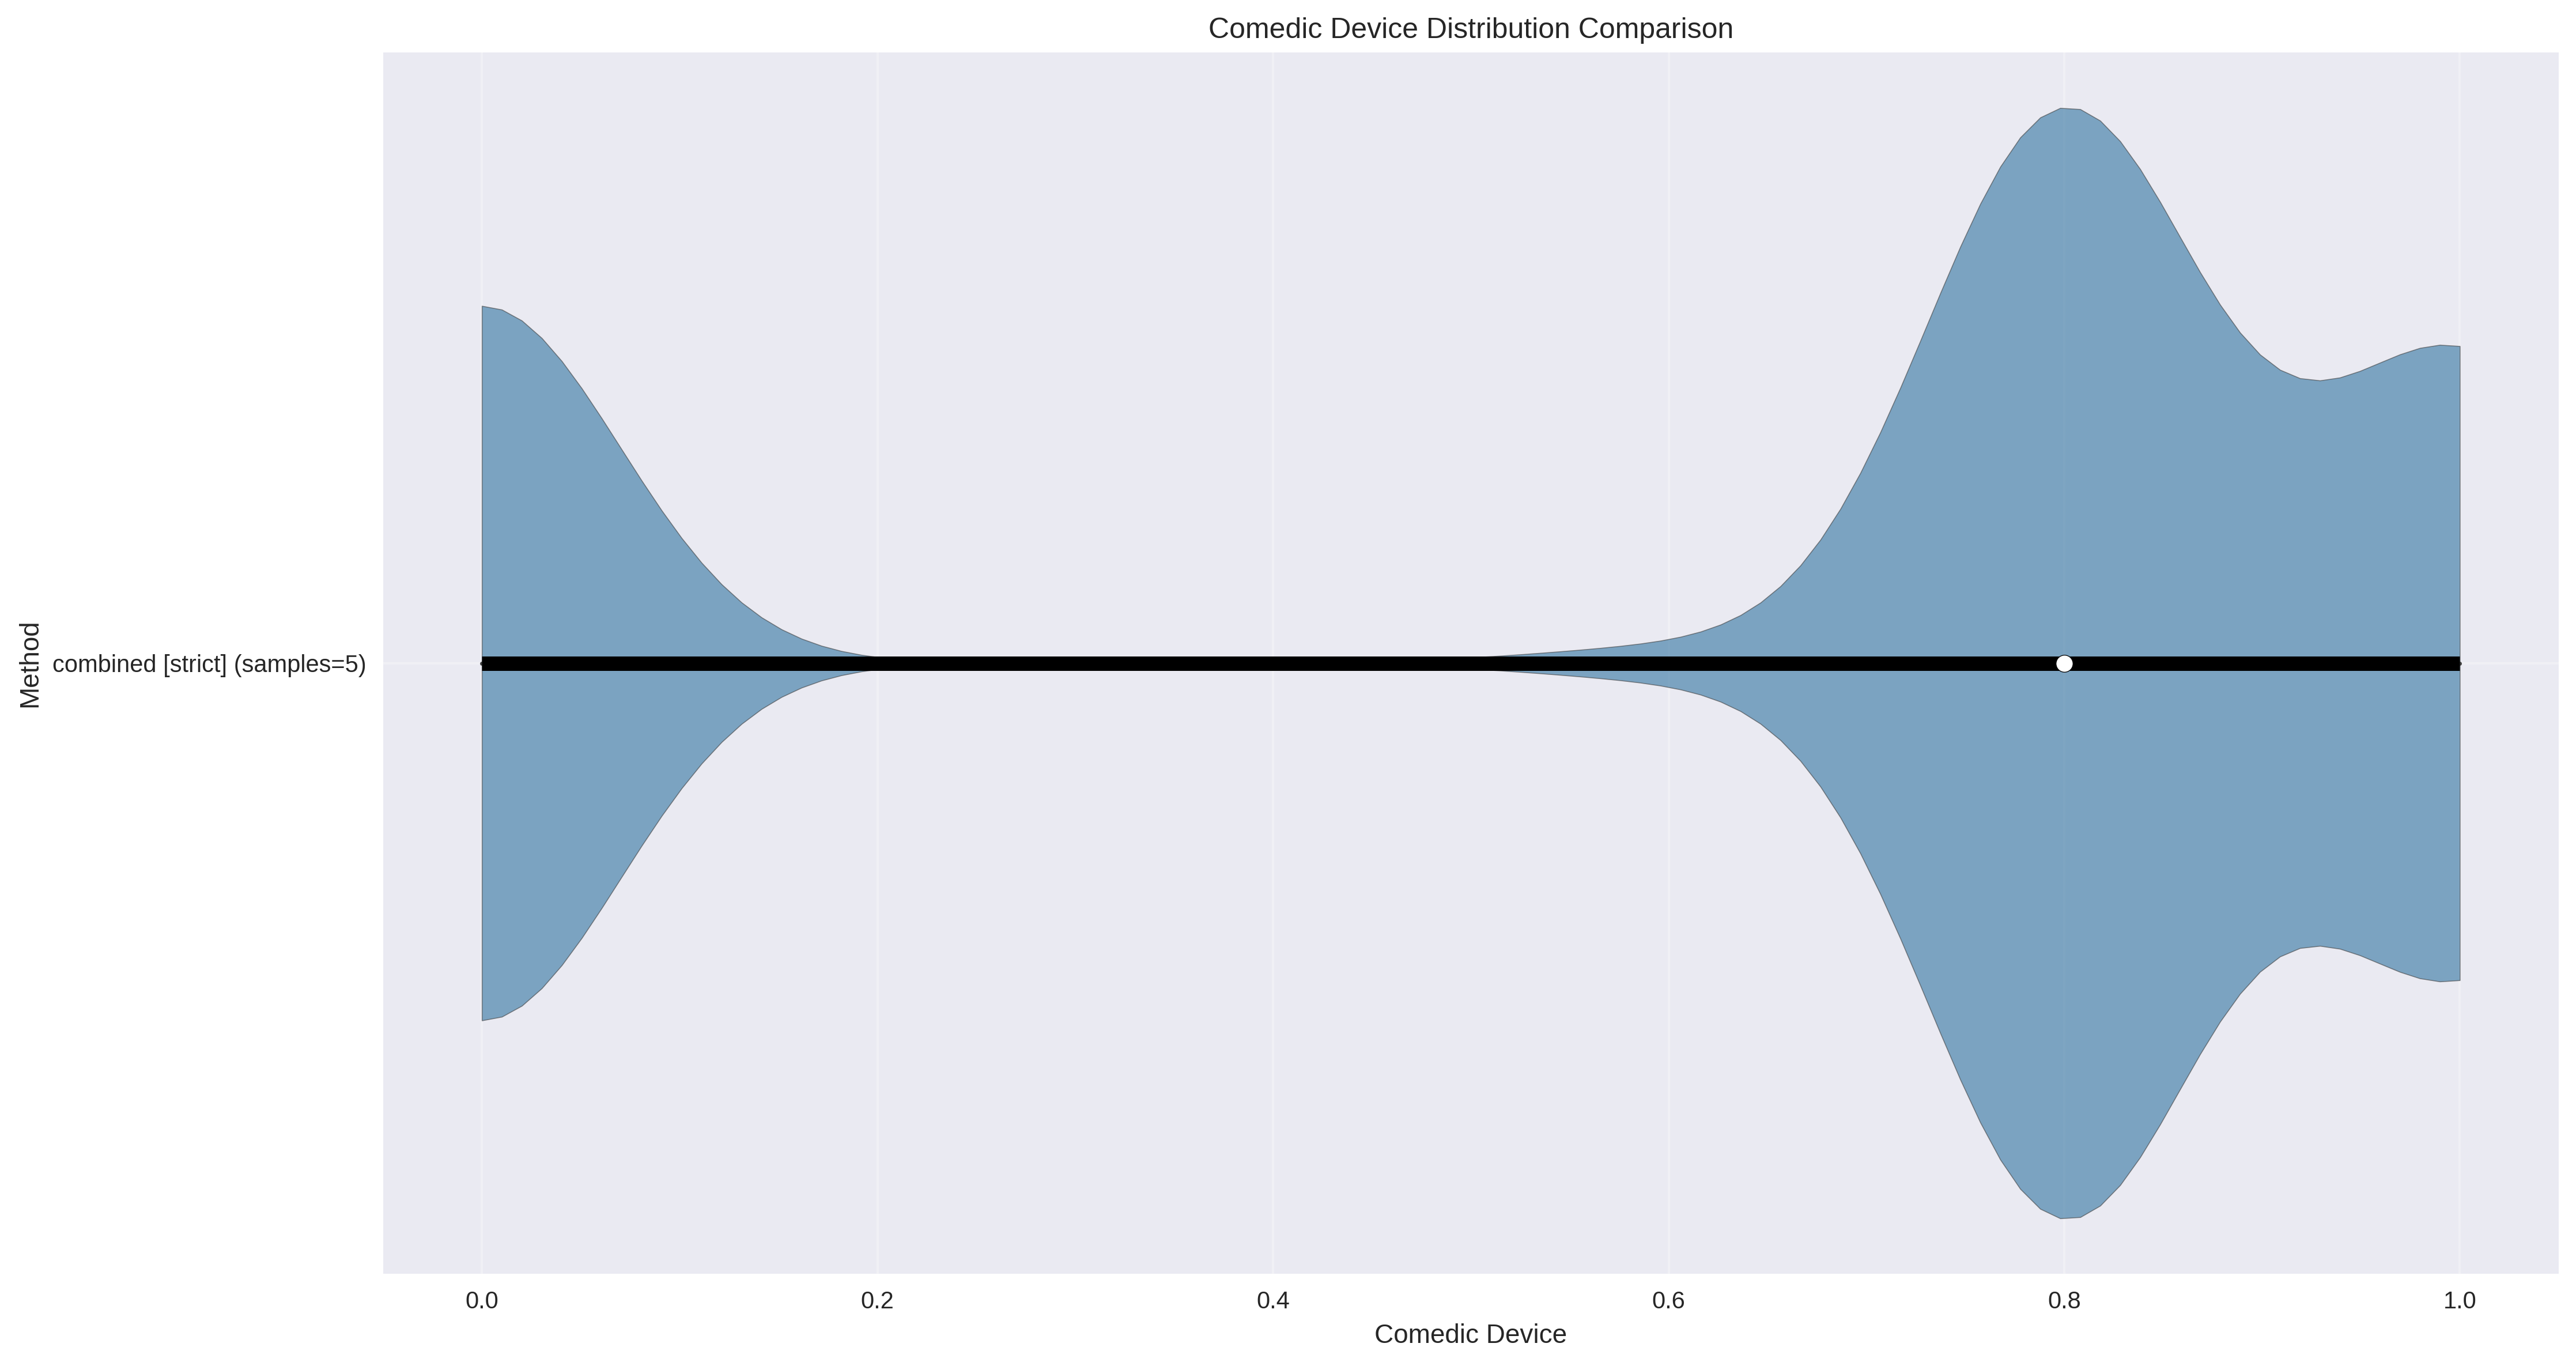 Comedic Device Distribution Comparison
Method
combined [strict] (samples=5)
0.0 0.2 0.4 0.6 0.8 1.0
Comedic Device